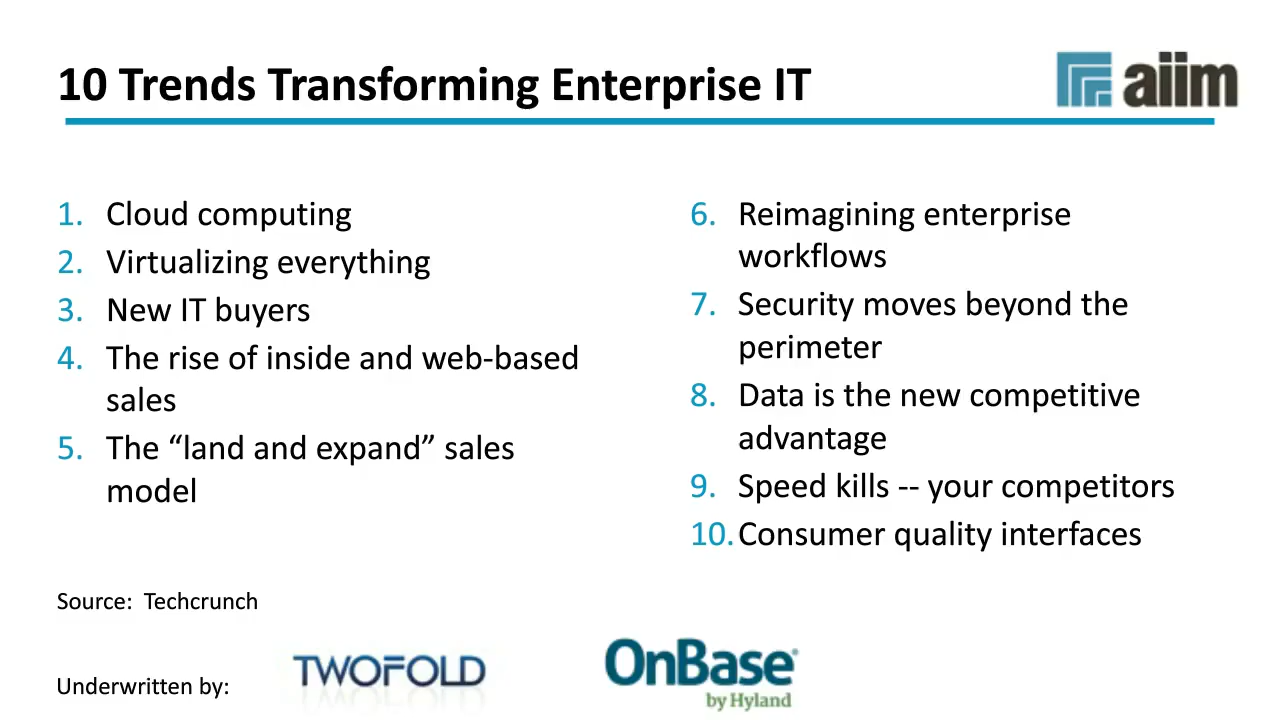 10 Trends Transforming Enterprise IT
aiim
1. Cloud computing
2. Virtualizing everything
3. New IT buyers
4. The rise of inside and web-based
sales
5. The “land and expand” sales
model
6. Reimagining enterprise
workflows
7. Security moves beyond the
perimeter
8. Data is the new competitive
advantage
9. Speed kills -- your competitors
10. Consumer quality interfaces
Source: Techcrunch
Underwritten by:
TWOFOLD
OnBase®
by Hyland